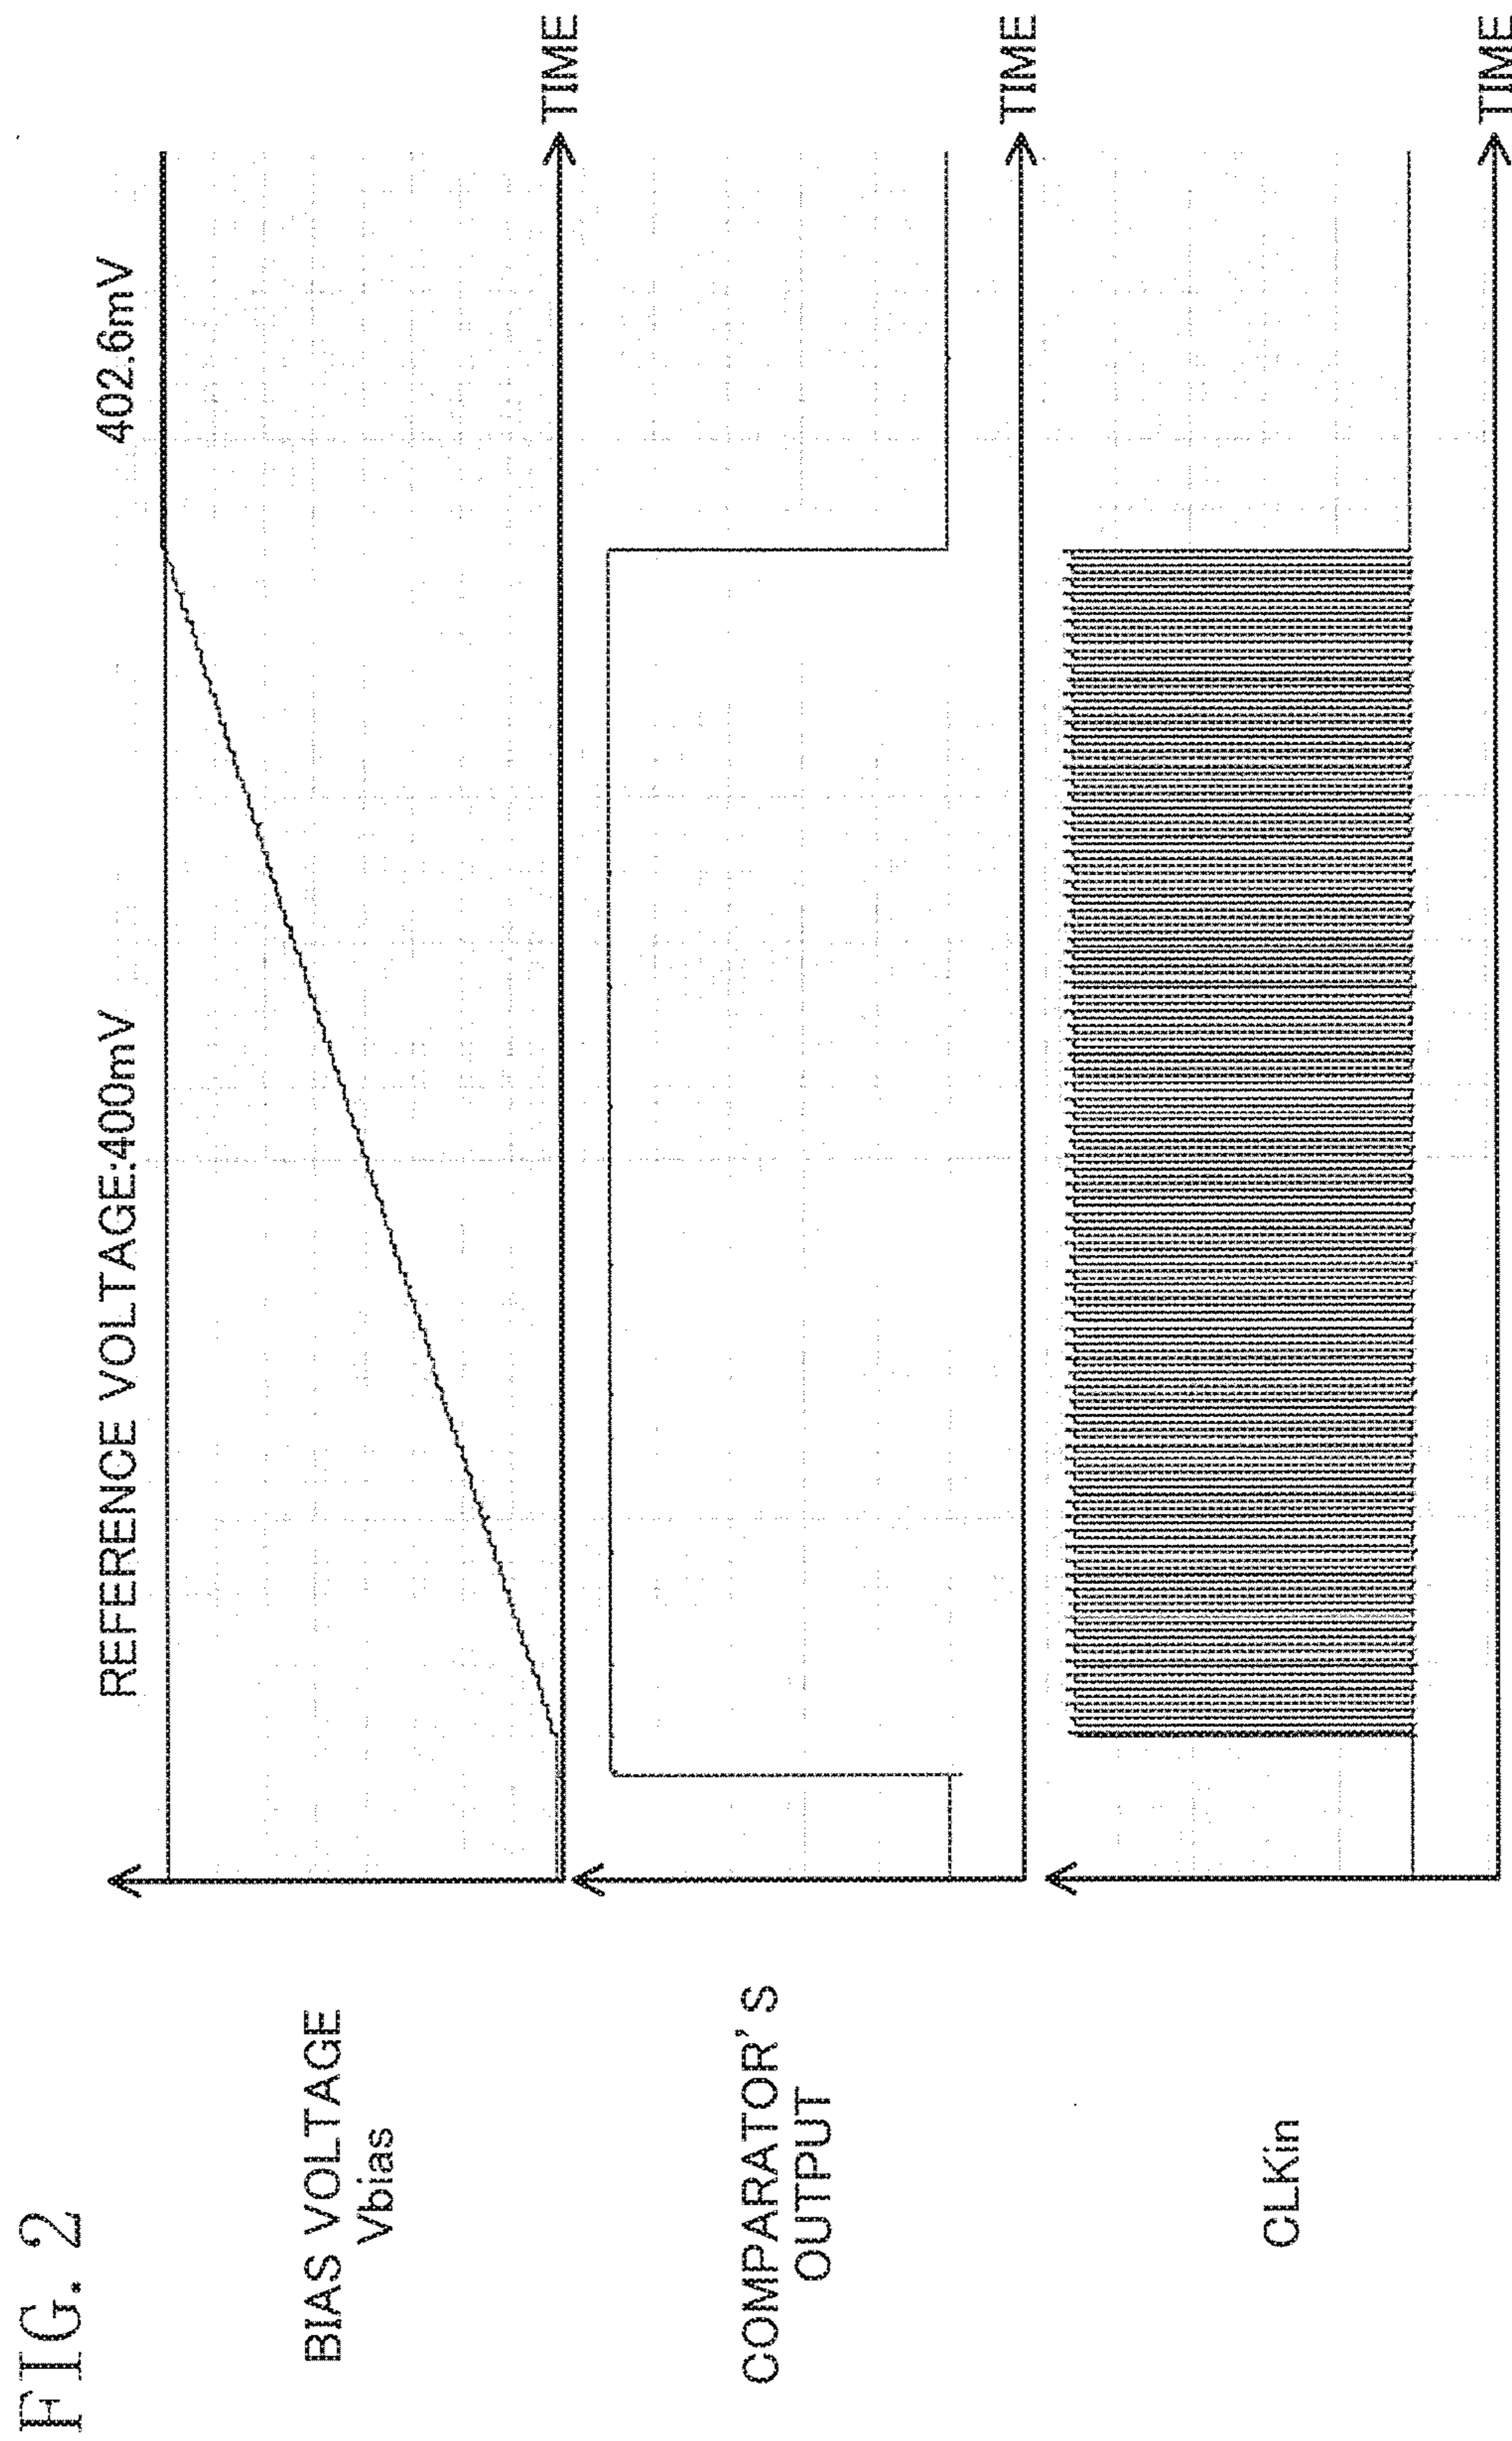 FIG. 2
REFERENCE VOLTAGE:400mV
402.6mV
BIAS VOLTAGE
Vbias
TIME
COMPARATOR' S
OUTPUT
TIME
CLKin
TIME